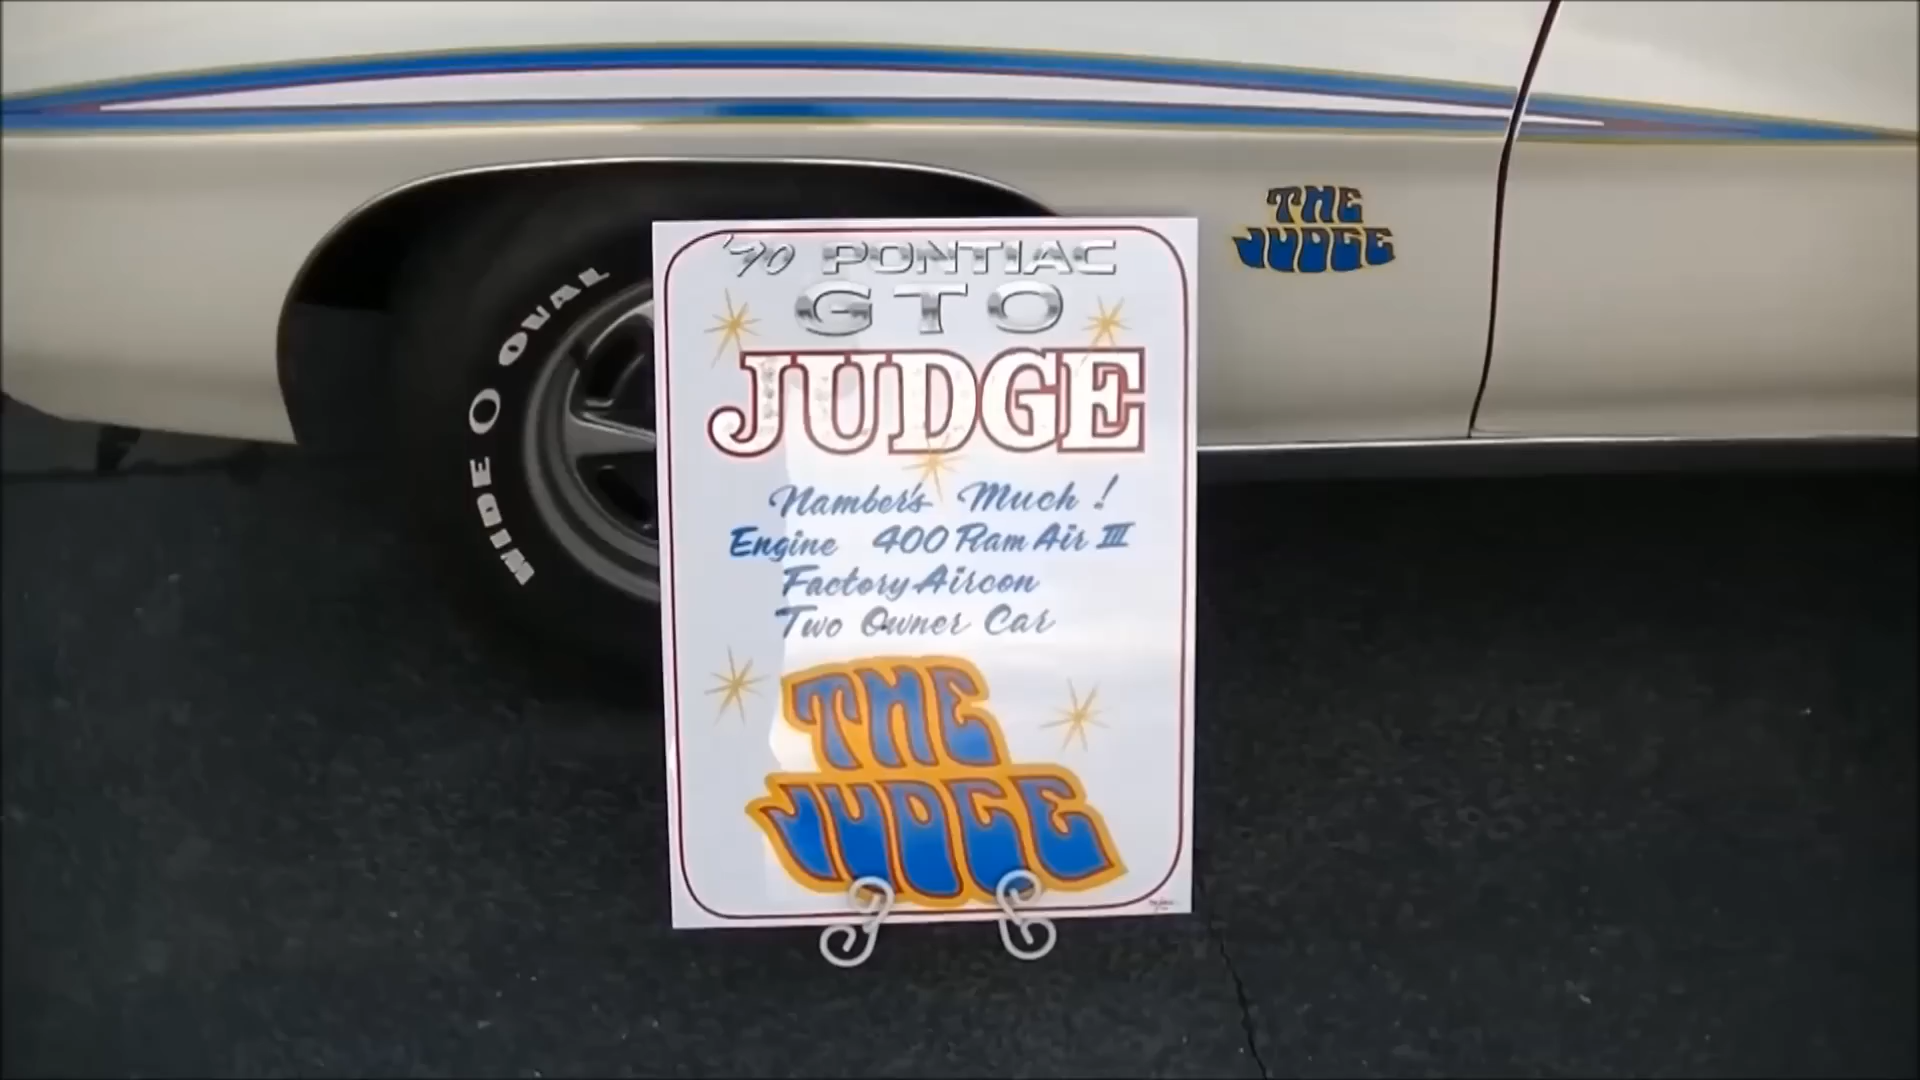 THE
JUDGE
WIDE O OVAL
'70 PONTIAC
GTO
JUDGE
Namber's Much!
Engine 400 Ram Air III
Factory Aircon
Two Owner Car
THE
JUDGE